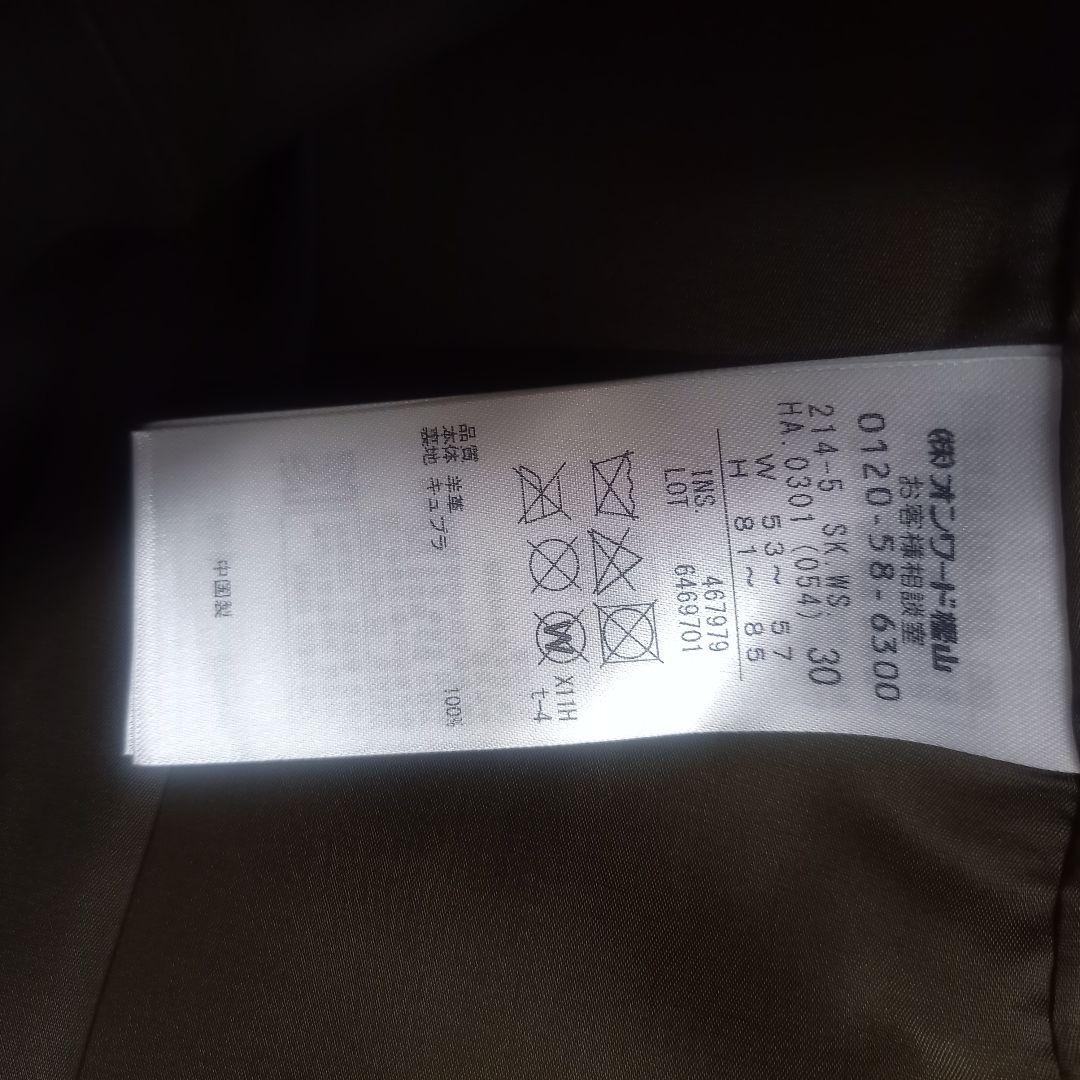 ㈱オンワード樫山
お客様相談室
0120-58-6300
214-5 SK.WS 30
HA.0301 (054)
W 53~ 57
H 81~ 85
INS. 467979
LOT 6469701
W X11H
t-4
品質
本体 羊革
裏地 キュプラ 100%
中国製